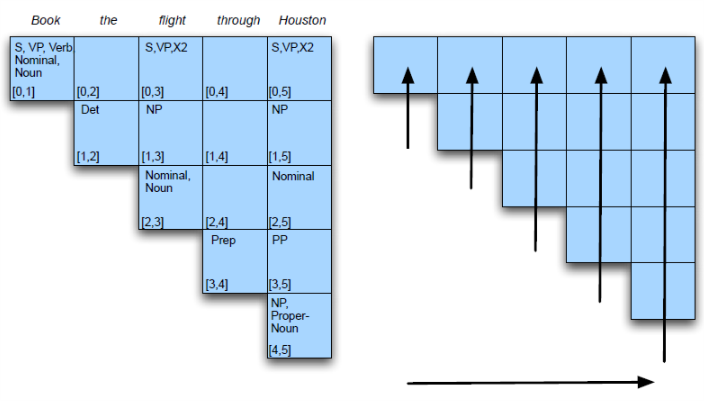 Book the flight through Houston
S, VP, Verb, Nominal, Noun
[0,1]
[0,2]
S,VP,X2
[0,3]
[0,4]
S,VP,X2
[0,5]
Det
[1,2]
NP
[1,3]
[1,4]
NP
[1,5]
Nominal,
Noun
[2,3]
[2,4]
Nominal
[2,5]
Prep
[3,4]
PP
[3,5]
NP,
Proper-
Noun
[4,5]